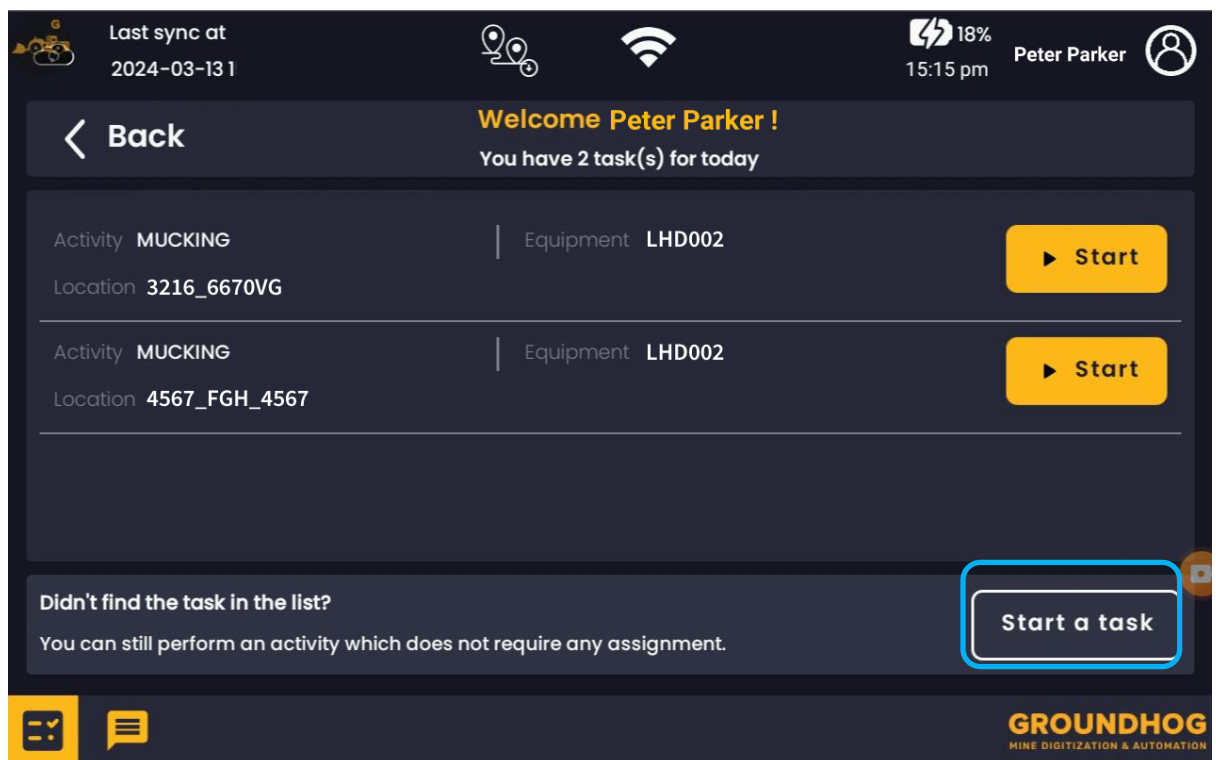 G
Last sync at
2024-03-13 1
18%
15:15 pm
Peter Parker
Back
Welcome Peter Parker !
You have 2 task(s) for today
Activity MUCKING
Equipment LHD002
Location 3216_6670VG
Start
Activity MUCKING
Equipment LHD002
Location 4567_FGH_4567
Start
Didn't find the task in the list?
You can still perform an activity which does not require any assignment.
Start a task
GROUNDHOG
MINE DIGITIZATION & AUTOMATION